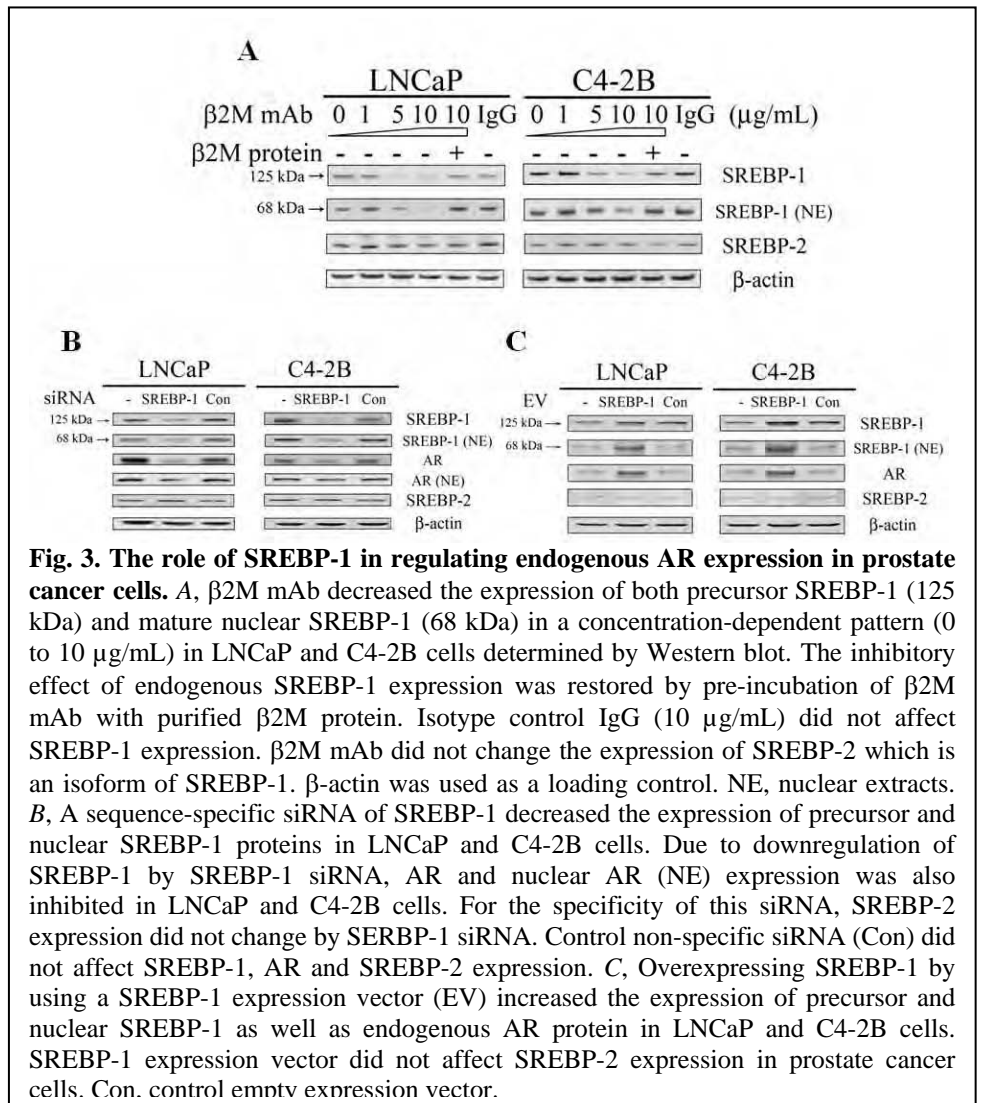 A
LNCaP C4-2B
β2M mAb 0 1 5 10 10 IgG 0 1 5 10 10 IgG (µg/mL)
β2M protein - - - - + - - - - - + -
125 kDa → SREBP-1
68 kDa → SREBP-1 (NE)
SREBP-2
β-actin
B
LNCaP C4-2B
siRNA - SREBP-1 Con - SREBP-1 Con
125 kDa → SREBP-1
68 kDa → SREBP-1 (NE)
AR
AR (NE)
SREBP-2
β-actin
C
LNCaP C4-2B
EV - SREBP-1 Con - SREBP-1 Con
125 kDa → SREBP-1
68 kDa → SREBP-1 (NE)
AR
SREBP-2
β-actin
Fig. 3. The role of SREBP-1 in regulating endogenous AR expression in prostate
cancer cells. A, β2M mAb decreased the expression of both precursor SREBP-1 (125
kDa) and mature nuclear SREBP-1 (68 kDa) in a concentration-dependent pattern (0
to 10 µg/mL) in LNCaP and C4-2B cells determined by Western blot. The inhibitory
effect of endogenous SREBP-1 expression was restored by pre-incubation of β2M
mAb with purified β2M protein. Isotype control IgG (10 µg/mL) did not affect
SREBP-1 expression. β2M mAb did not change the expression of SREBP-2 which is
an isoform of SREBP-1. β-actin was used as a loading control. NE, nuclear extracts.
B, A sequence-specific siRNA of SREBP-1 decreased the expression of precursor and
nuclear SREBP-1 proteins in LNCaP and C4-2B cells. Due to downregulation of
SREBP-1 by SREBP-1 siRNA, AR and nuclear AR (NE) expression was also
inhibited in LNCaP and C4-2B cells. For the specificity of this siRNA, SREBP-2
expression did not change by SERBP-1 siRNA. Control non-specific siRNA (Con) did
not affect SREBP-1, AR and SREBP-2 expression. C, Overexpressing SREBP-1 by
using a SREBP-1 expression vector (EV) increased the expression of precursor and
nuclear SREBP-1 as well as endogenous AR protein in LNCaP and C4-2B cells.
SREBP-1 expression vector did not affect SREBP-2 expression in prostate cancer
cells. Con, control empty expression vector.